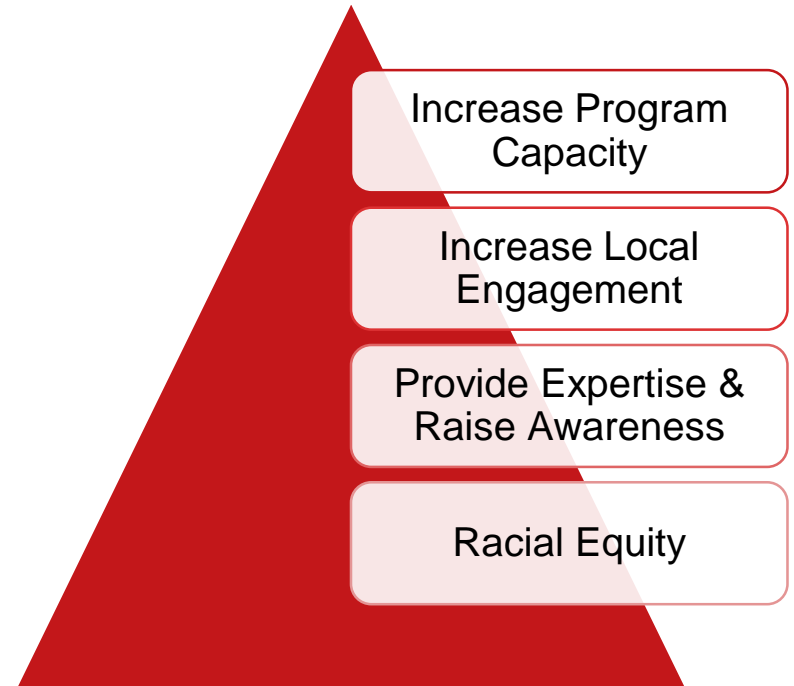 Increase Program
Capacity
Increase Local
Engagement
Provide Expertise &
Raise Awareness
Racial Equity